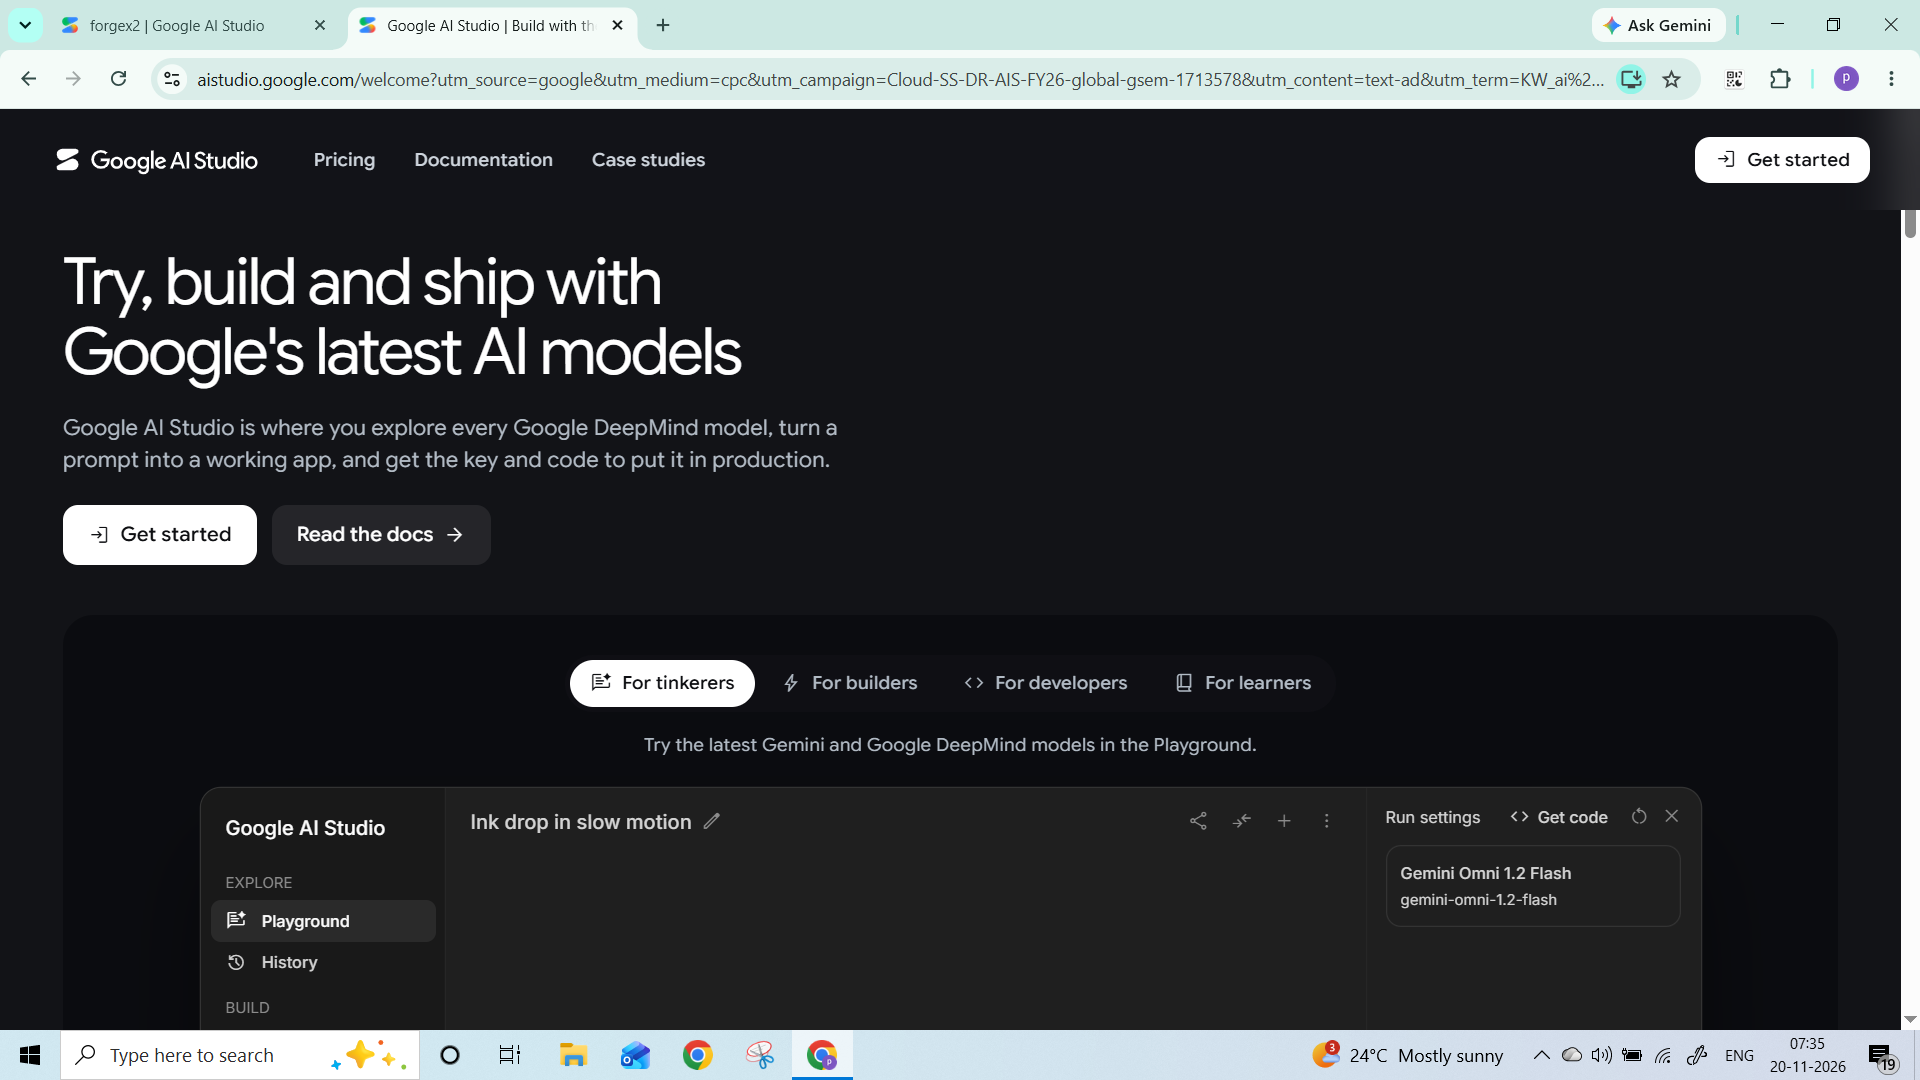 forgex2 | Google AI Studio
Google AI Studio | Build with th
Ask Gemini
aistudio.google.com/welcome?utm_source=google&utm_medium=cpc&utm_campaign=Cloud-SS-DR-AIS-FY26-global-gsem-1713578&utm_content=text-ad&utm_term=KW_ai%2...
P
Google AI Studio
Pricing
Documentation
Case studies
Get started
Try, build and ship with
Google's latest AI models
Google AI Studio is where you explore every Google DeepMind model, turn a
prompt into a working app, and get the key and code to put it in production.
Get started
Read the docs
For tinkerers
For builders
For developers
For learners
Try the latest Gemini and Google DeepMind models in the Playground.
Google AI Studio
Ink drop in slow motion
Run settings
Get code
Gemini Omni 1.2 Flash
gemini-omni-1.2-flash
EXPLORE
Playground
History
BUILD
Type here to search
3
24°C Mostly sunny
ENG
07:35
20-11-2026
19